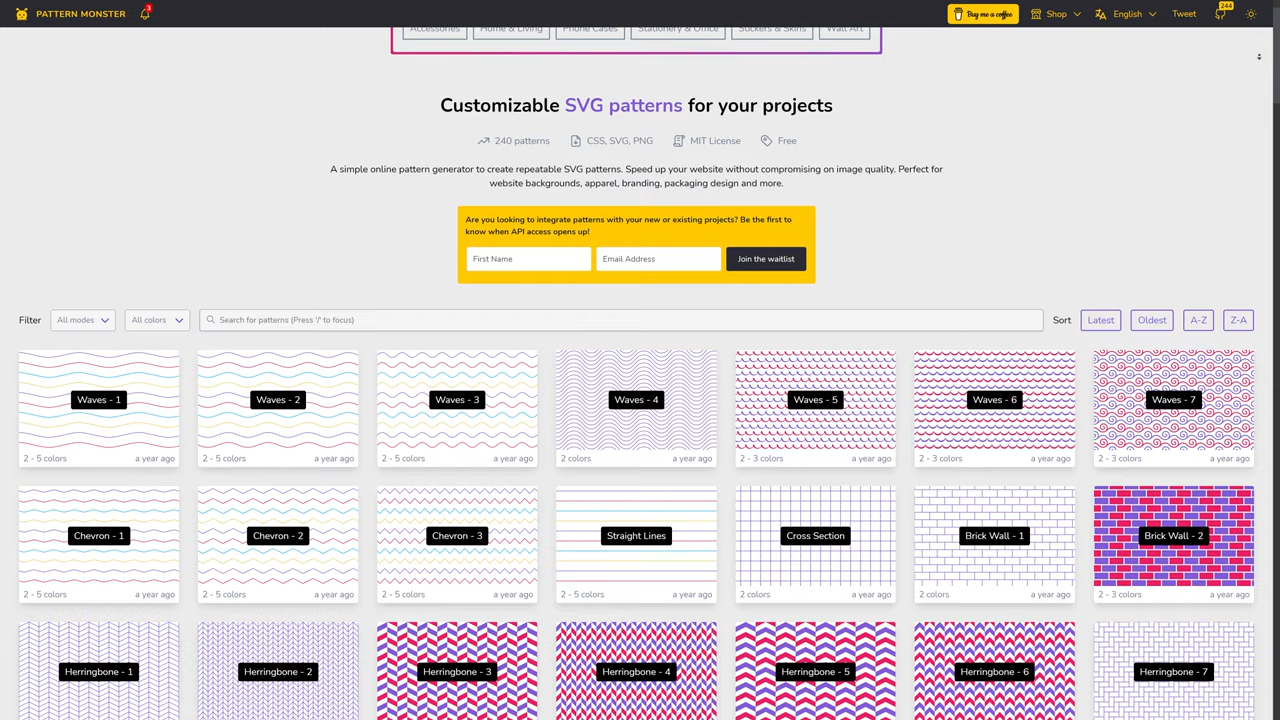 PATTERN MONSTER
3
Buy me a coffee
Shop
English
Tweet
244
Accessories
Home & Living
Phone Cases
Stationery & Office
Stickers & Skins
Wall Art
Customizable SVG patterns for your projects
240 patterns
CSS, SVG, PNG
MIT License
Free
A simple online pattern generator to create repeatable SVG patterns. Speed up your website without compromising on image quality. Perfect for
website backgrounds, apparel, branding, packaging design and more.
Are you looking to integrate patterns with your new or existing projects? Be the first to
know when API access opens up!
First Name
Email Address
Join the waitlist
Filter
All modes
All colors
Search for patterns (Press '/' to focus)
Sort
Latest
Oldest
A-Z
Z-A
Waves - 1
Waves - 2
Waves - 3
Waves - 4
Waves - 5
Waves - 6
Waves - 7
2 - 5 colors
a year ago
2 - 5 colors
a year ago
2 - 5 colors
a year ago
2 colors
a year ago
2 - 3 colors
a year ago
2 - 3 colors
a year ago
2 - 3 colors
a year ago
Chevron - 1
Chevron - 2
Chevron - 3
Straight Lines
Cross Section
Brick Wall - 1
Brick Wall - 2
2 - 5 colors
a year ago
2 - 5 colors
a year ago
2 - 5 colors
a year ago
2 - 5 colors
a year ago
2 colors
a year ago
2 colors
a year ago
2 - 3 colors
a year ago
Herringbone - 1
Herringbone - 2
Herringbone - 3
Herringbone - 4
Herringbone - 5
Herringbone - 6
Herringbone - 7